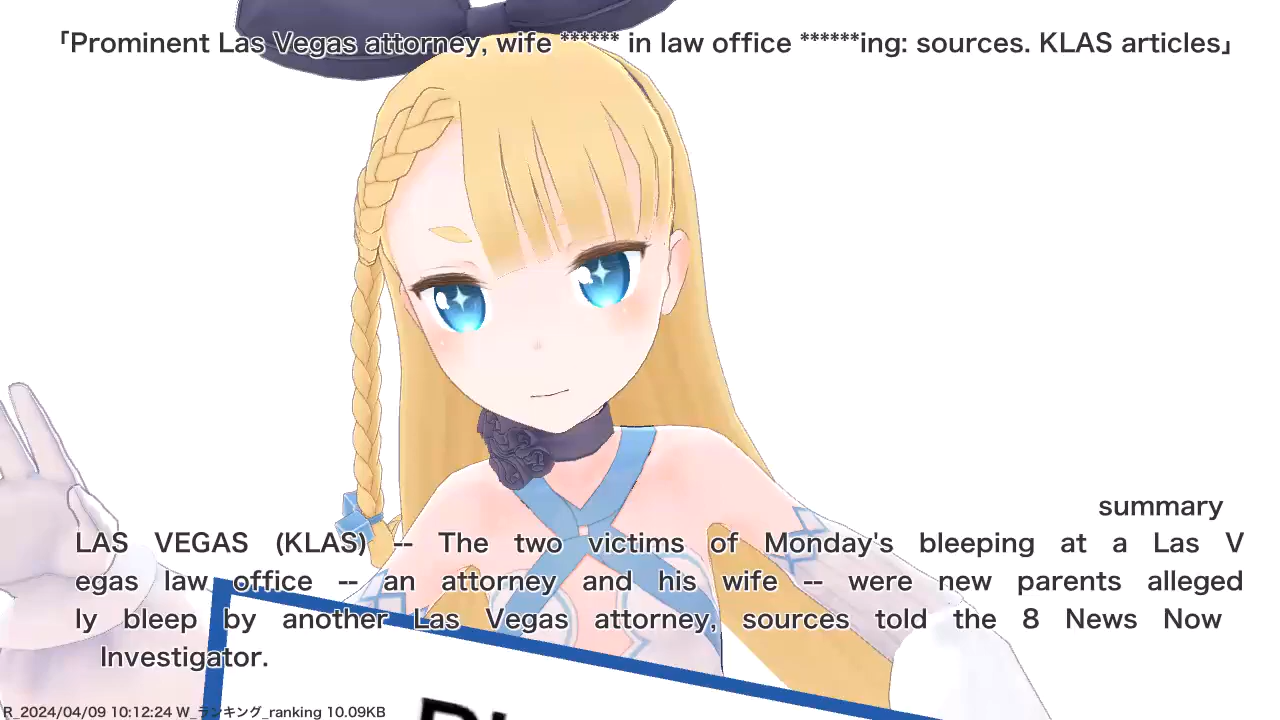 「Prominent Las Vegas attorney, wife ****** in law office ******ing: sources. KLAS articles」
summary
LAS VEGAS (KLAS) -- The two victims of Monday's bleeping at a Las V
egas law office -- an attorney and his wife -- were new parents alleged
ly bleep by another Las Vegas attorney, sources told the 8 News Now
Investigator.
R_2024/04/09 10:12:24 W_ランキング_ranking 10.09KB